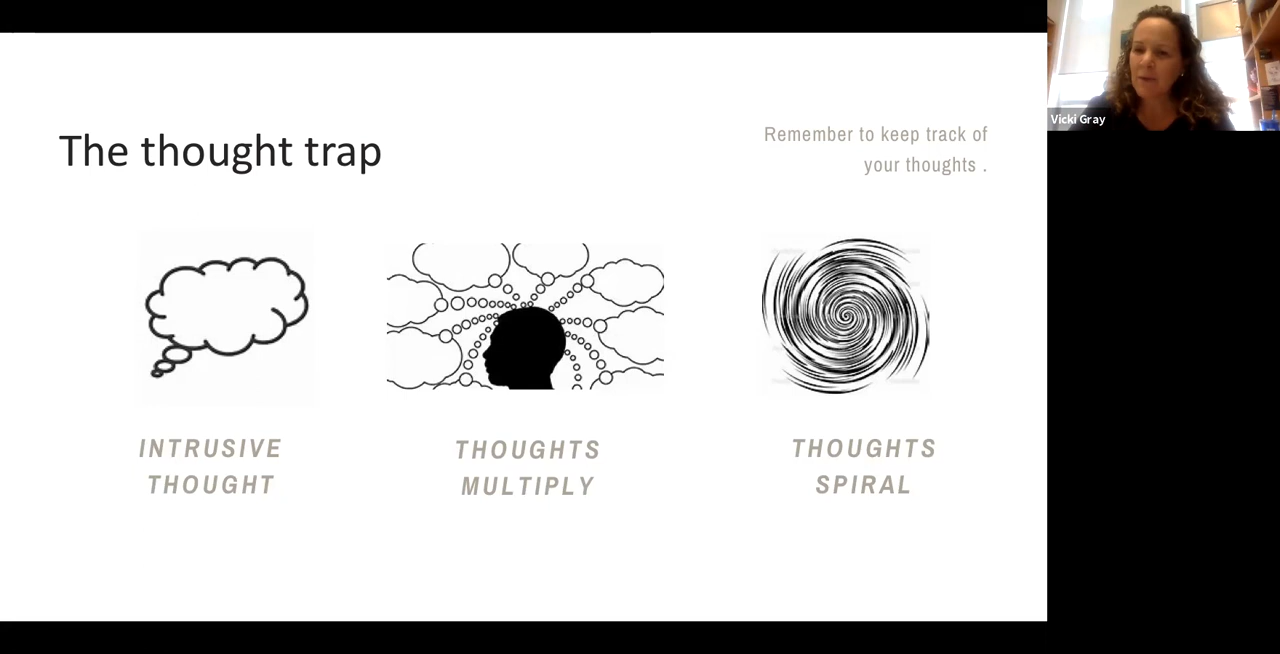 The thought trap
Remember to keep track of
your thoughts .
INTRUSIVE
THOUGHT
THOUGHTS
MULTIPLY
THOUGHTS
SPIRAL
Vicki Gray